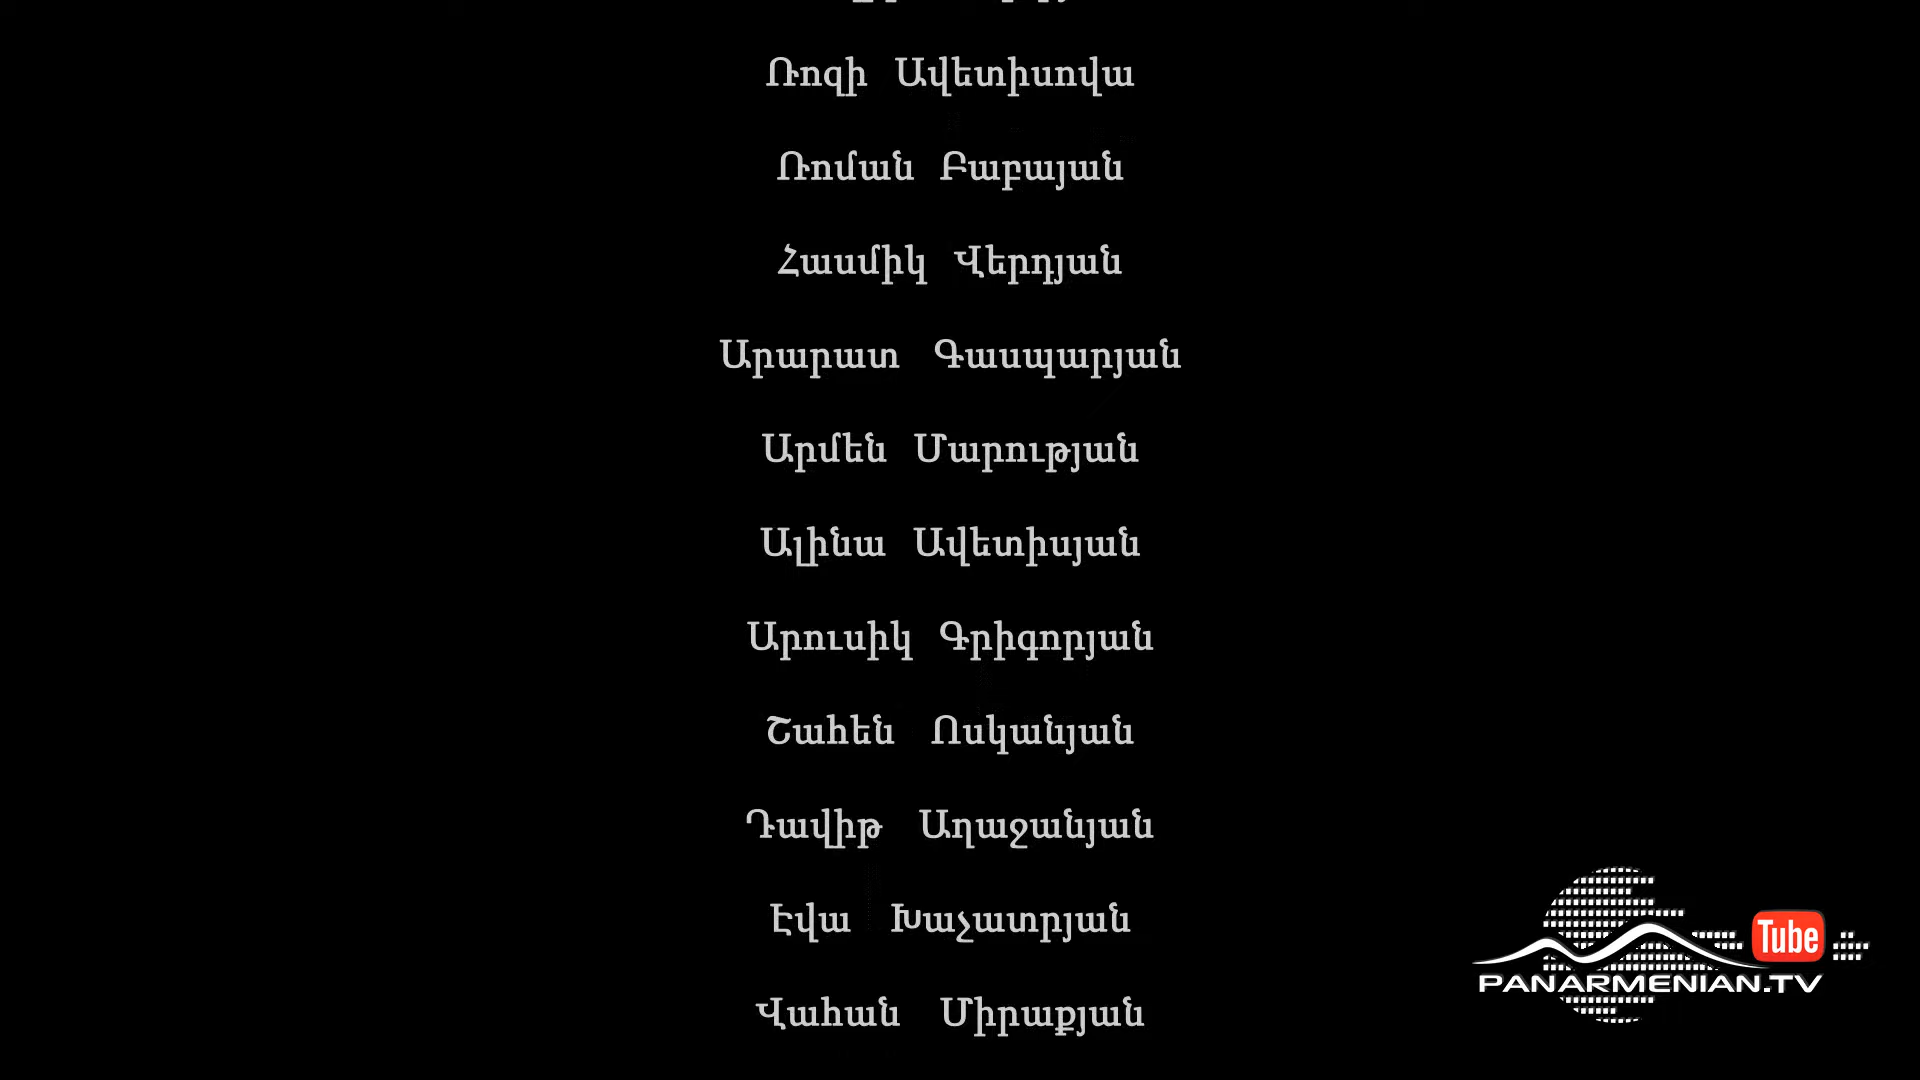 Ռոզի Ավետիսովա
Ռոման Բաբայան
Հասմիկ Վերդյան
Արարատ Գասպարյան
Արմեն Մարության
Ալինա Ավետիսյան
Արուսիկ Գրիգորյան
Շահեն Ոսկանյան
Դավիթ Աղաջանյան
Էվա Խաչատրյան
Վահան Միրաքյան
Tube
PANARMENIAN.TV